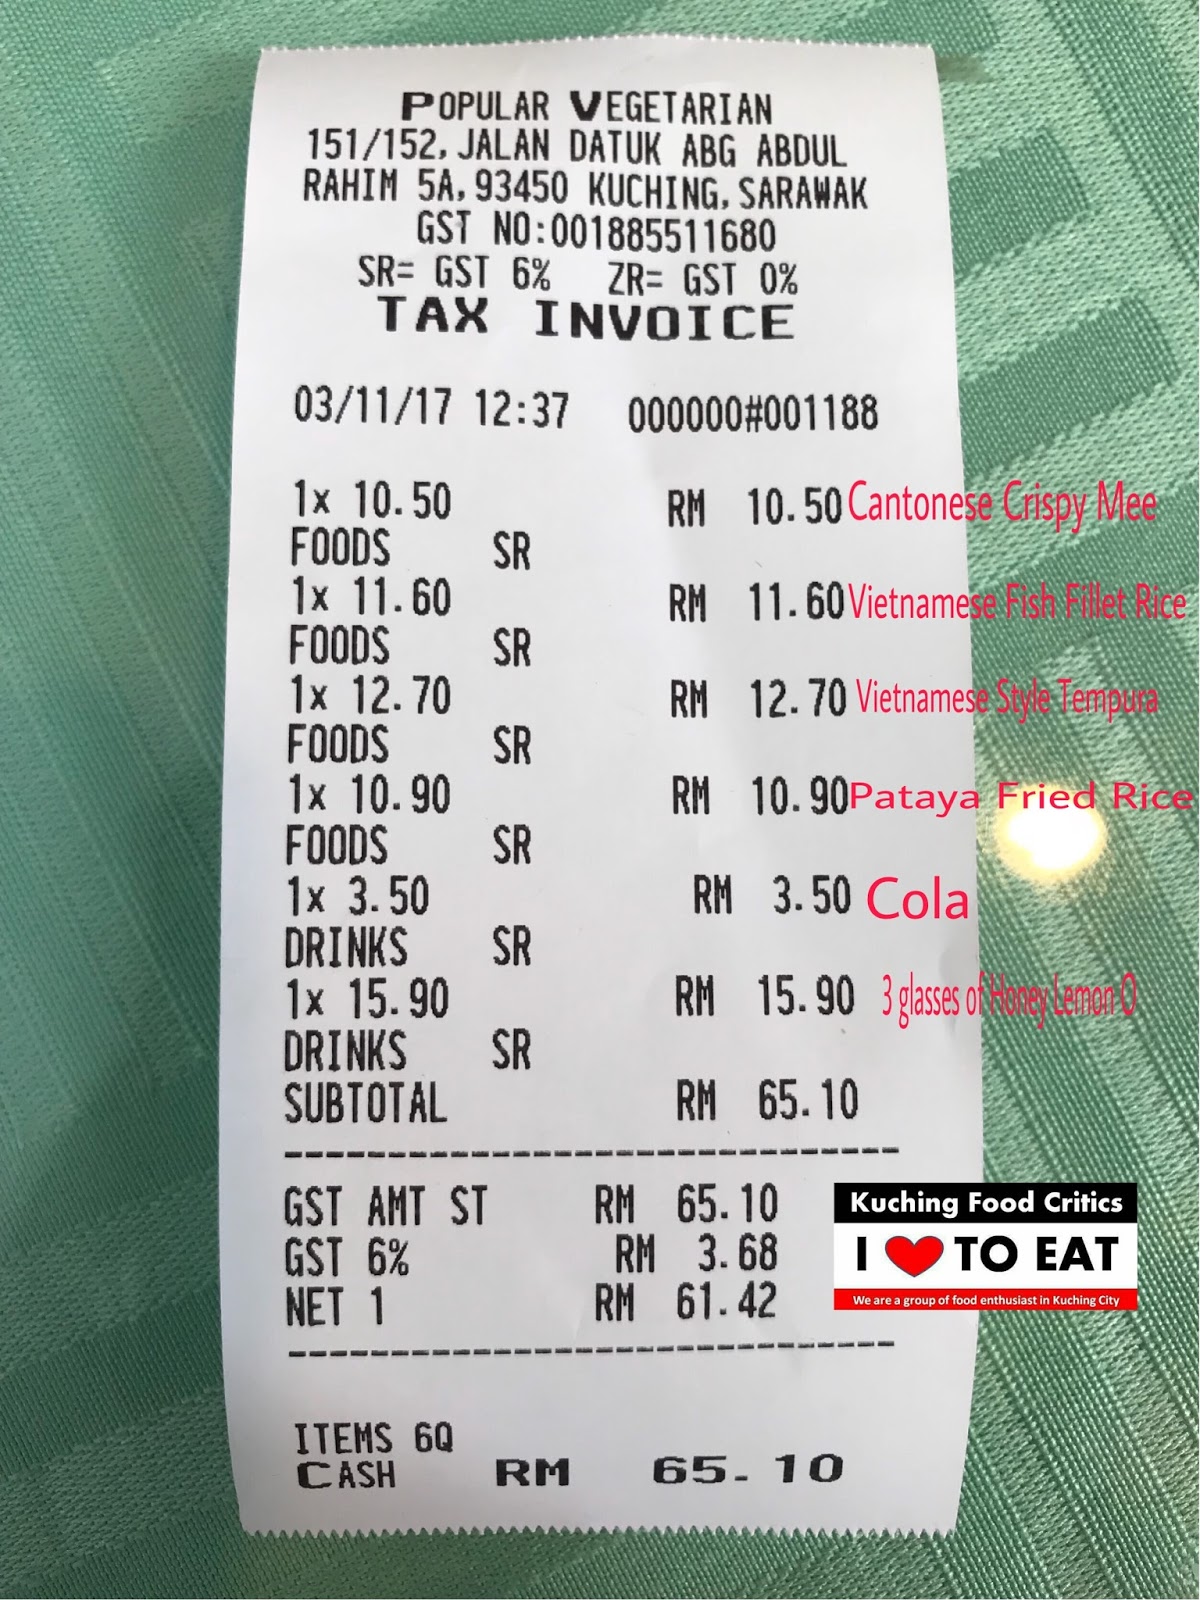 POPULAR VEGETARIAN
151/152, JALAN DATUK ABG ABDUL
RAHIM 5A, 93450 KUCHING, SARAWAK
GST NO:001885511680
SR= GST 6% ZR= GST 0%
TAX INVOICE
03/11/17 12:37 000000#001188
1x 10.50 RM 10.50 Cantonese Crispy Mee
FOODS SR
1x 11.60 RM 11.60 Vietnamese Fish Fillet Rice
FOODS SR
1x 12.70 RM 12.70 Vietnamese Style Tempura
FOODS SR
1x 10.90 RM 10.90 Pataya Fried Rice
FOODS SR
1x 3.50 RM 3.50 Cola
DRINKS SR
1x 15.90 RM 15.90 3 glasses of Honey Lemon O
DRINKS SR
SUBTOTAL RM 65.10
GST AMT ST RM 65.10
GST 6% RM 3.68
NET 1 RM 61.42
Kuching Food Critics
I ❤ TO EAT
We are a group of food enthusiast in Kuching City
ITEMS 6Q
CASH RM 65.10